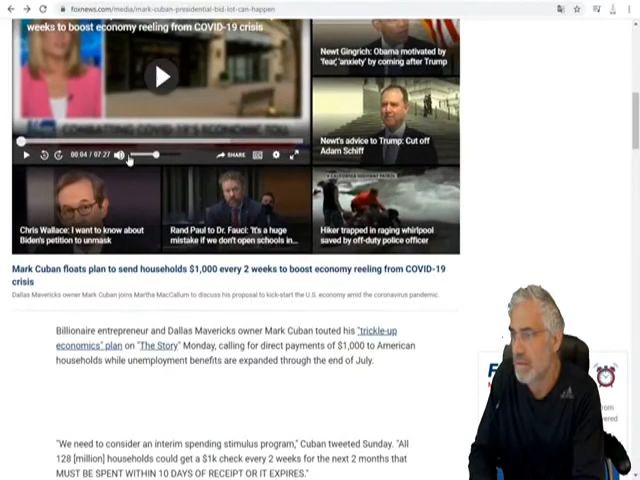 foxnews.com/media/mark-cuban-presidential-bid-lot-can-happen
weeks to boost economy reeling from COVID-19 crisis
Newt Gingrich: Obama motivated by
'fear, 'anxiety' by coming after Trump
Newt's advice to Trump: Cut off
Adam Schiff
00:04 / 07:27
SHARE
CALIFORNIA HIGHWAY PATROL
Chris Wallace: I want to know about
Biden's petition to unmask
Rand Paul to Dr. Fauci: 'It's a huge
mistake if we don't open schools in...
Hiker trapped in raging whirlpool
saved by off-duty police officer
Mark Cuban floats plan to send households $1,000 every 2 weeks to boost economy reeling from COVID-19
crisis
Dallas Mavericks owner Mark Cuban joins Martha MacCallum to discuss his proposal to kick-start the U.S. economy amid the coronavirus pandemic.
Billionaire entrepreneur and Dallas Mavericks owner Mark Cuban touted his "trickle-up
economics" plan on "The Story" Monday, calling for direct payments of $1,000 to American
households while unemployment benefits are expanded through the end of July.
"We need to consider an interim spending stimulus program," Cuban tweeted Sunday. "All
128 [million] households could get a $1k check every 2 weeks for the next 2 months that
MUST BE SPENT WITHIN 10 DAYS OF RECEIPT OR IT EXPIRES."